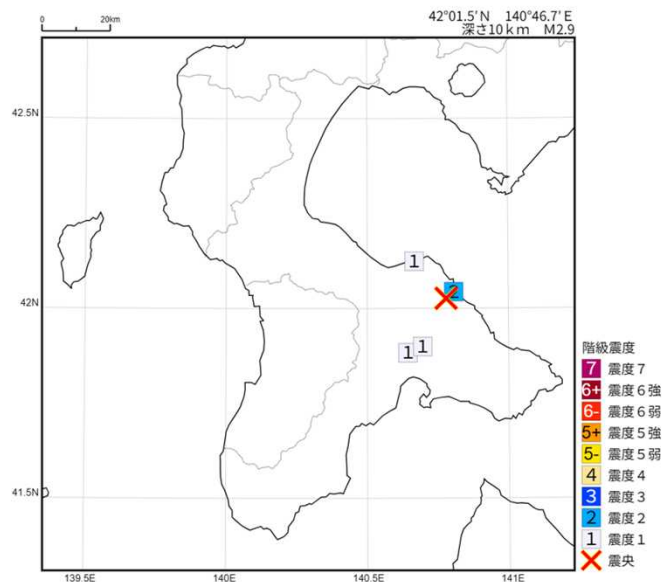 0 20km
42°01.5′N 140°46.7′E
深さ10km M2.9
42.5N
42N
41.5N
139.5E 140E 140.5E 141E
1
2
1
1
階級震度
7 震度7
6+ 震度6強
6- 震度6弱
5+ 震度5強
5- 震度5弱
4 震度4
3 震度3
2 震度2
1 震度1
震央